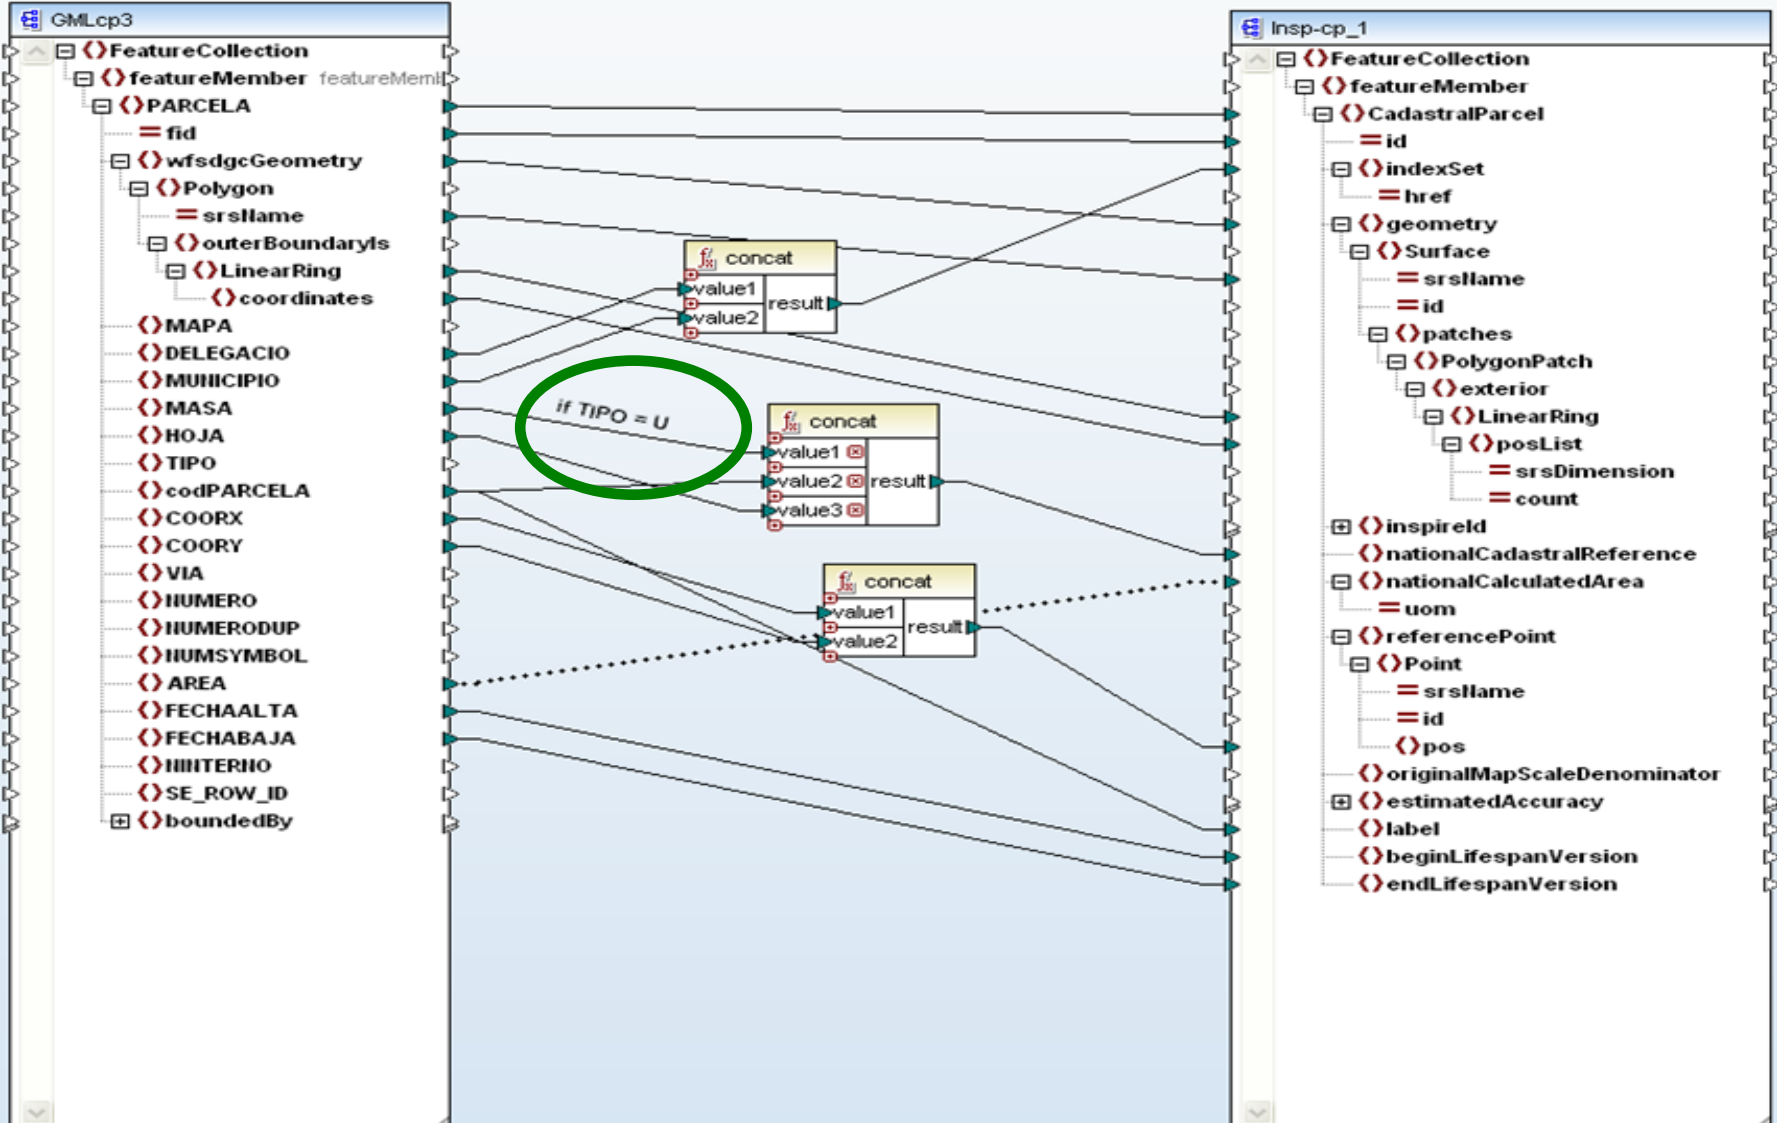 GMLcp3
FeatureCollection
featureMember featureMemb
PARCELA
fid
wfsdgcGeometry
Polygon
srsName
outerBoundaryIs
LinearRing
coordinates
MAPA
DELEGACIO
MUNICIPIO
MASA
HOJA
TIPO
codPARCELA
COORX
COORY
VIA
NUMERO
NUMERODUP
NUMSYMBOL
AREA
FECHAALTA
FECHABAJA
NINTERNO
SE_ROW_ID
boundedBy
concat
value1
result
value2
if TIPO = U
concat
value1
value2 result
value3
concat
value1
result
value2
Insp-cp_1
FeatureCollection
featureMember
CadastralParcel
id
indexSet
href
geometry
Surface
srsName
id
patches
PolygonPatch
exterior
LinearRing
posList
srsDimension
count
inspireId
nationalCadastralReference
nationalCalculatedArea
uom
referencePoint
Point
srsName
id
pos
originalMapScaleDenominator
estimatedAccuracy
label
beginLifespanVersion
endLifespanVersion